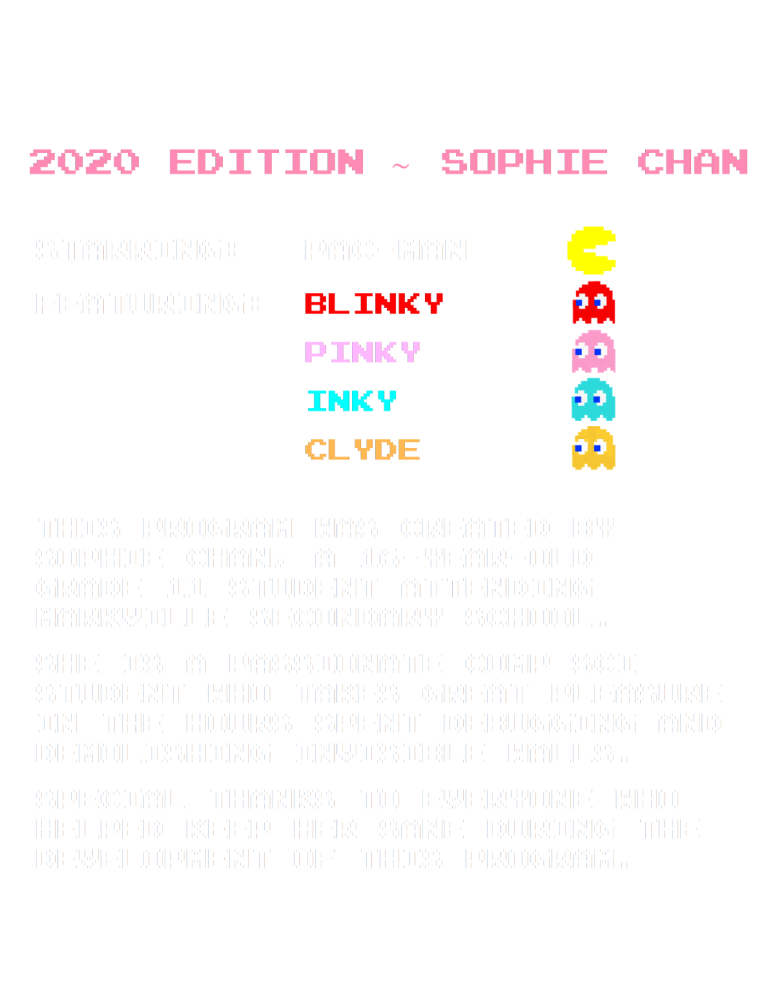 2020 EDITION ~ SOPHIE CHAN
STARRING: PAC-MAN
FEATURING: BLINKY
PINKY
INKY
CLYDE
THIS PROGRAM WAS CREATED BY
SOPHIE CHAN, A 16-YEAR-OLD
GRADE 11 STUDENT ATTENDING
MARKVILLE SECONDARY SCHOOL.
SHE IS A PASSIONATE COMP SCI
STUDENT WHO TAKES GREAT PLEASURE
IN THE HOURS SPENT DEBUGGING AND
DEMOLISHING INVISIBLE WALLS.
SPECIAL THANKS TO EVERYONE WHO
HELPED KEEP HER SANE DURING THE
DEVELOPMENT OF THIS PROGRAM.